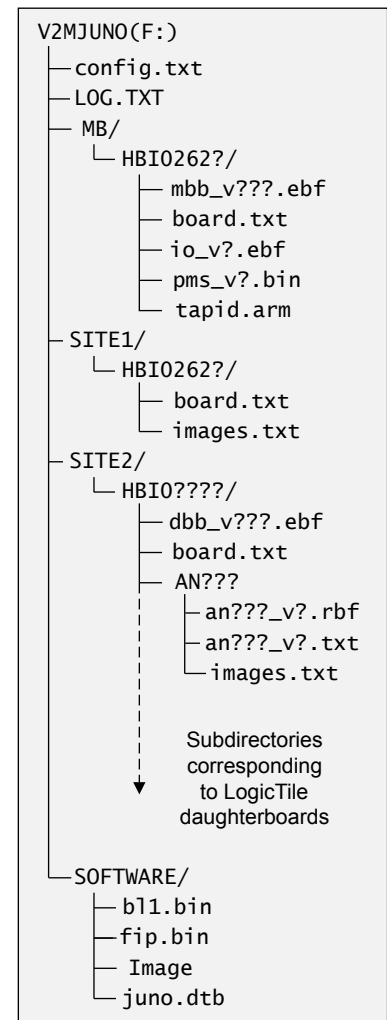 V2MJUNO(F:)
config.txt
LOG.TXT
MB/
HBI0262?/
mbb_v???.ebf
board.txt
io_v?.ebf
pms_v?.bin
tapid.arm
SITE1/
HBI0262?/
board.txt
images.txt
SITE2/
HBI0????/
dbb_v???.ebf
board.txt
AN???
an???_v?.rbf
an???_v?.txt
images.txt
Subdirectories
corresponding
to LogicTile
daughterboards
SOFTWARE/
bl1.bin
fip.bin
Image
juno.dtb